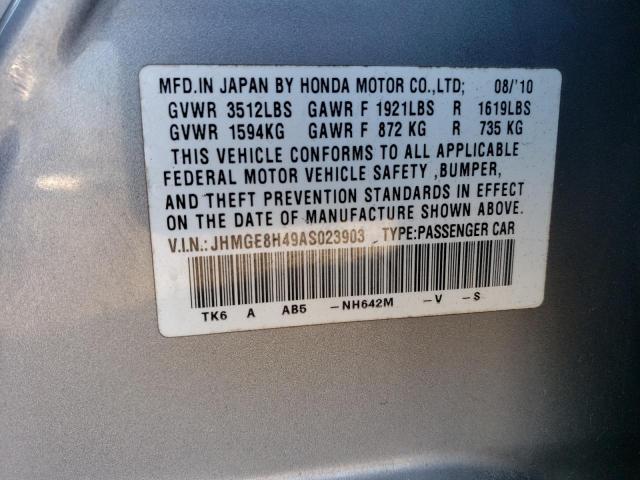 MFD.IN JAPAN BY HONDA MOTOR CO.,LTD; 08/'10
GVWR 3512LBS GAWR F 1921LBS R 1619LBS
GVWR 1594KG GAWR F 872 KG R 735 KG
THIS VEHICLE CONFORMS TO ALL APPLICABLE
FEDERAL MOTOR VEHICLE SAFETY ,BUMPER,
AND THEFT PREVENTION STANDARDS IN EFFECT
ON THE DATE OF MANUFACTURE SHOWN ABOVE.
V.I.N.:JHMGE8H49AS023903 TYPE:PASSENGER CAR
TK6 A AB5 -NH642M -V -S